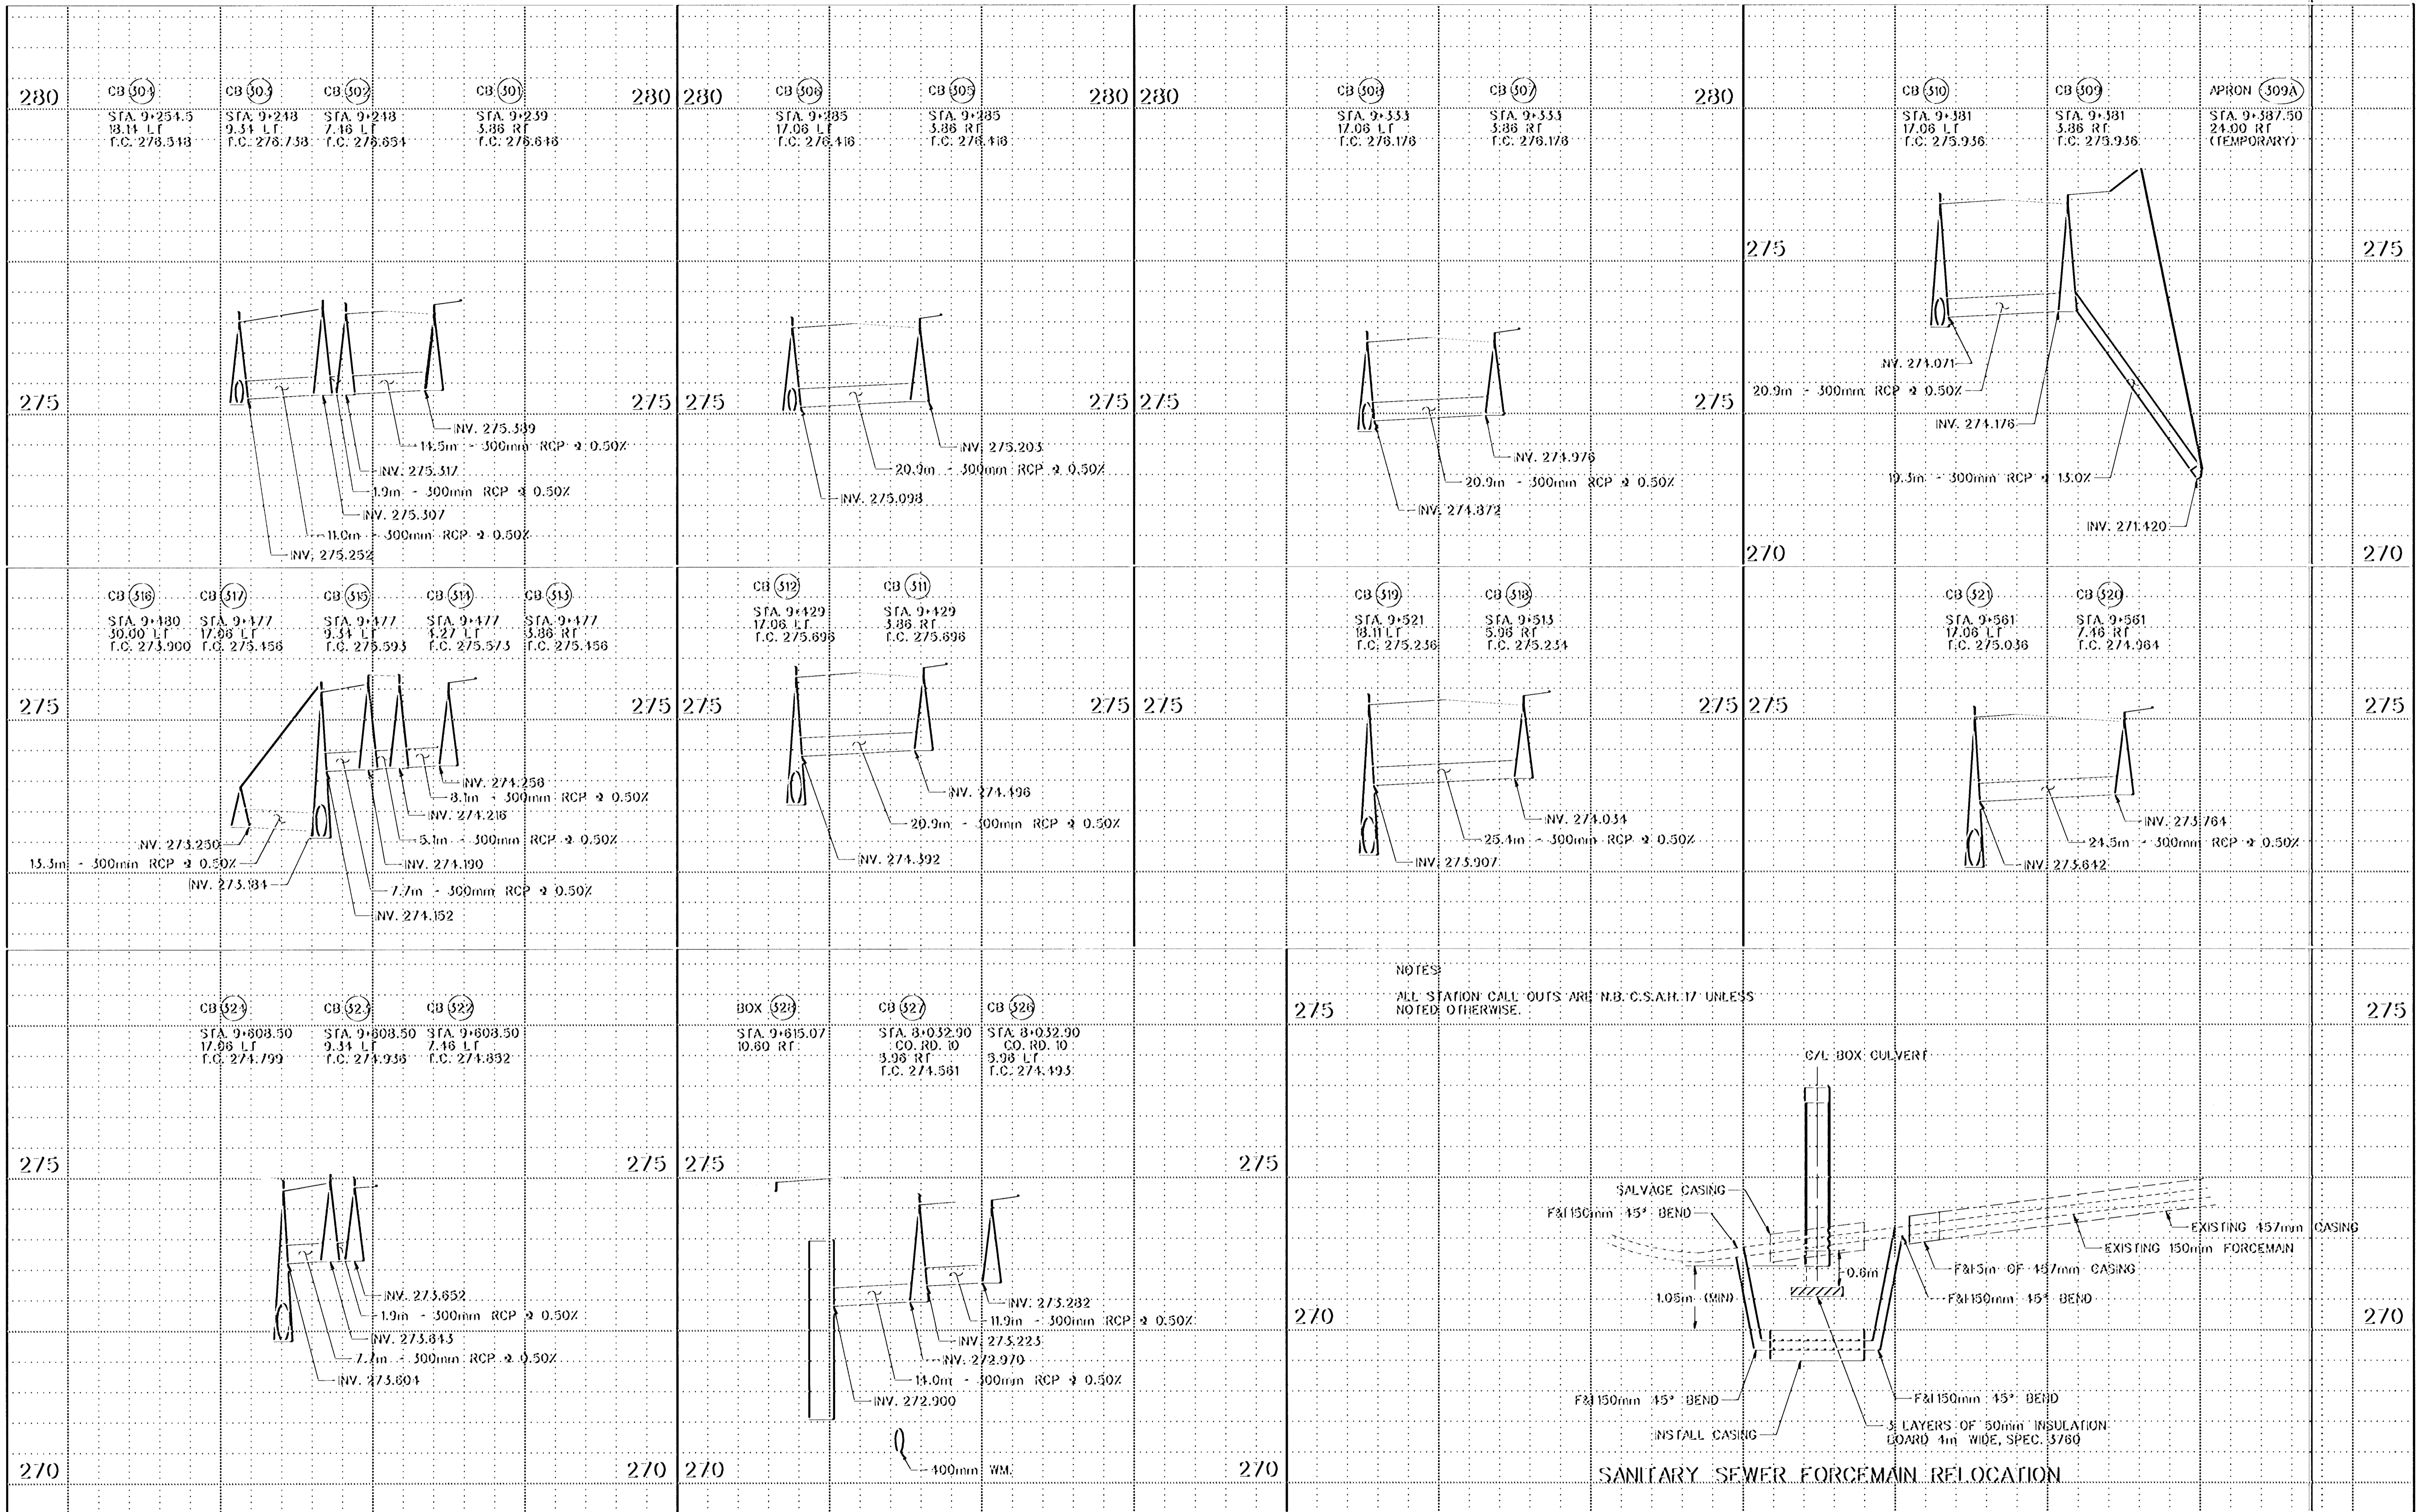 280
CB 304
STA. 9+254.5
18.14 LT
T.C. 276.548
CB 303
STA. 9+248
9.34 LT
T.C. 276.738
CB 302
STA. 9+248
7.46 LT
T.C. 276.654
CB 301
STA. 9+239
3.86 RT
T.C. 276.646
280
275
275
INV. 275.389
14.5m - 300mm RCP @ 0.50%
INV. 275.317
1.9m - 300mm RCP @ 0.50%
INV. 275.307
11.0m - 300mm RCP @ 0.50%
INV. 275.252
280
CB 306
STA. 9+285
17.06 LT
T.C. 276.416
CB 305
STA. 9+285
3.86 RT
T.C. 276.416
280
275
275
INV. 275.203
20.9m - 300mm RCP @ 0.50%
INV. 275.098
280
CB 308
STA. 9+333
17.06 LT
T.C. 276.176
CB 307
STA. 9+333
3.86 RT
T.C. 276.176
280
275
275
INV. 274.976
20.9m - 300mm RCP @ 0.50%
INV. 274.872
CB 310
STA. 9+381
17.06 LT
T.C. 275.936
CB 309
STA. 9+381
3.86 RT
T.C. 275.936
APRON 309A
STA. 9+387.50
24.00 RT
(TEMPORARY)
275
275
INV. 274.071
20.9m - 300mm RCP @ 0.50%
INV. 274.176
19.3m - 300mm RCP @ 13.0%
INV. 271.420
270
270
CB 316
STA. 9+480
30.00 LT
T.C. 273.900
CB 317
STA. 9+477
17.06 LT
T.C. 275.456
CB 315
STA. 9+477
9.34 LT
T.C. 275.593
CB 314
STA. 9+477
4.27 LT
T.C. 275.573
CB 313
STA. 9+477
3.86 RT
T.C. 275.456
275
275
INV. 274.256
8.1m - 300mm RCP @ 0.50%
INV. 274.216
5.1m - 300mm RCP @ 0.50%
INV. 274.190
7.7m - 300mm RCP @ 0.50%
INV. 274.152
INV. 273.250
13.3m - 300mm RCP @ 0.50%
INV. 273.184
CB 312
STA. 9+429
17.06 LT
T.C. 275.696
CB 311
STA. 9+429
3.86 RT
T.C. 275.696
275
275
INV. 274.496
20.9m - 300mm RCP @ 0.50%
INV. 274.392
CB 319
STA. 9+521
18.11 LT
T.C. 275.236
CB 318
STA. 9+513
5.96 RT
T.C. 275.234
275
275
INV. 274.034
25.4m - 300mm RCP @ 0.50%
INV. 273.907
CB 321
STA. 9+561
17.06 LT
T.C. 275.036
CB 320
STA. 9+561
7.46 RT
T.C. 274.964
275
275
INV. 273.764
24.5m - 300mm RCP @ 0.50%
INV. 273.642
CB 324
STA. 9+608.50
17.06 LT
T.C. 274.799
CB 323
STA. 9+608.50
9.34 LT
T.C. 274.936
CB 322
STA. 9+608.50
7.46 LT
T.C. 274.852
275
275
INV. 273.652
1.9m - 300mm RCP @ 0.50%
INV. 273.643
7.7m - 300mm RCP @ 0.50%
INV. 273.604
270
270
BOX 328
STA. 9+615.07
10.60 RT
CB 327
STA. 8+032.90
CO. RD. 10
5.96 RT
T.C. 274.561
CB 326
STA. 8+032.90
CO. RD. 10
5.96 LT
T.C. 274.493
275
275
INV. 273.282
11.9m - 300mm RCP @ 0.50%
INV. 273.223
INV. 272.970
14.0m - 300mm RCP @ 0.50%
INV. 272.900
400mm WM.
270
270
NOTES:
ALL STATION CALL OUTS ARE N.B. C.S.A.H. 17 UNLESS
NOTED OTHERWISE.
275
275
C/L BOX CULVERT
SALVAGE CASING
F&I 150mm 45° BEND
EXISTING 457mm CASING
EXISTING 150mm FORCEMAIN
F&I 3m OF 457mm CASING
0.6m
F&I 150mm 45° BEND
1.05m (MIN)
270
270
F&I 150mm 45° BEND
F&I 150mm 45° BEND
INSTALL CASING
3 LAYERS OF 50mm INSULATION
BOARD 4m WIDE, SPEC. 3760
SANITARY SEWER FORCEMAIN RELOCATION